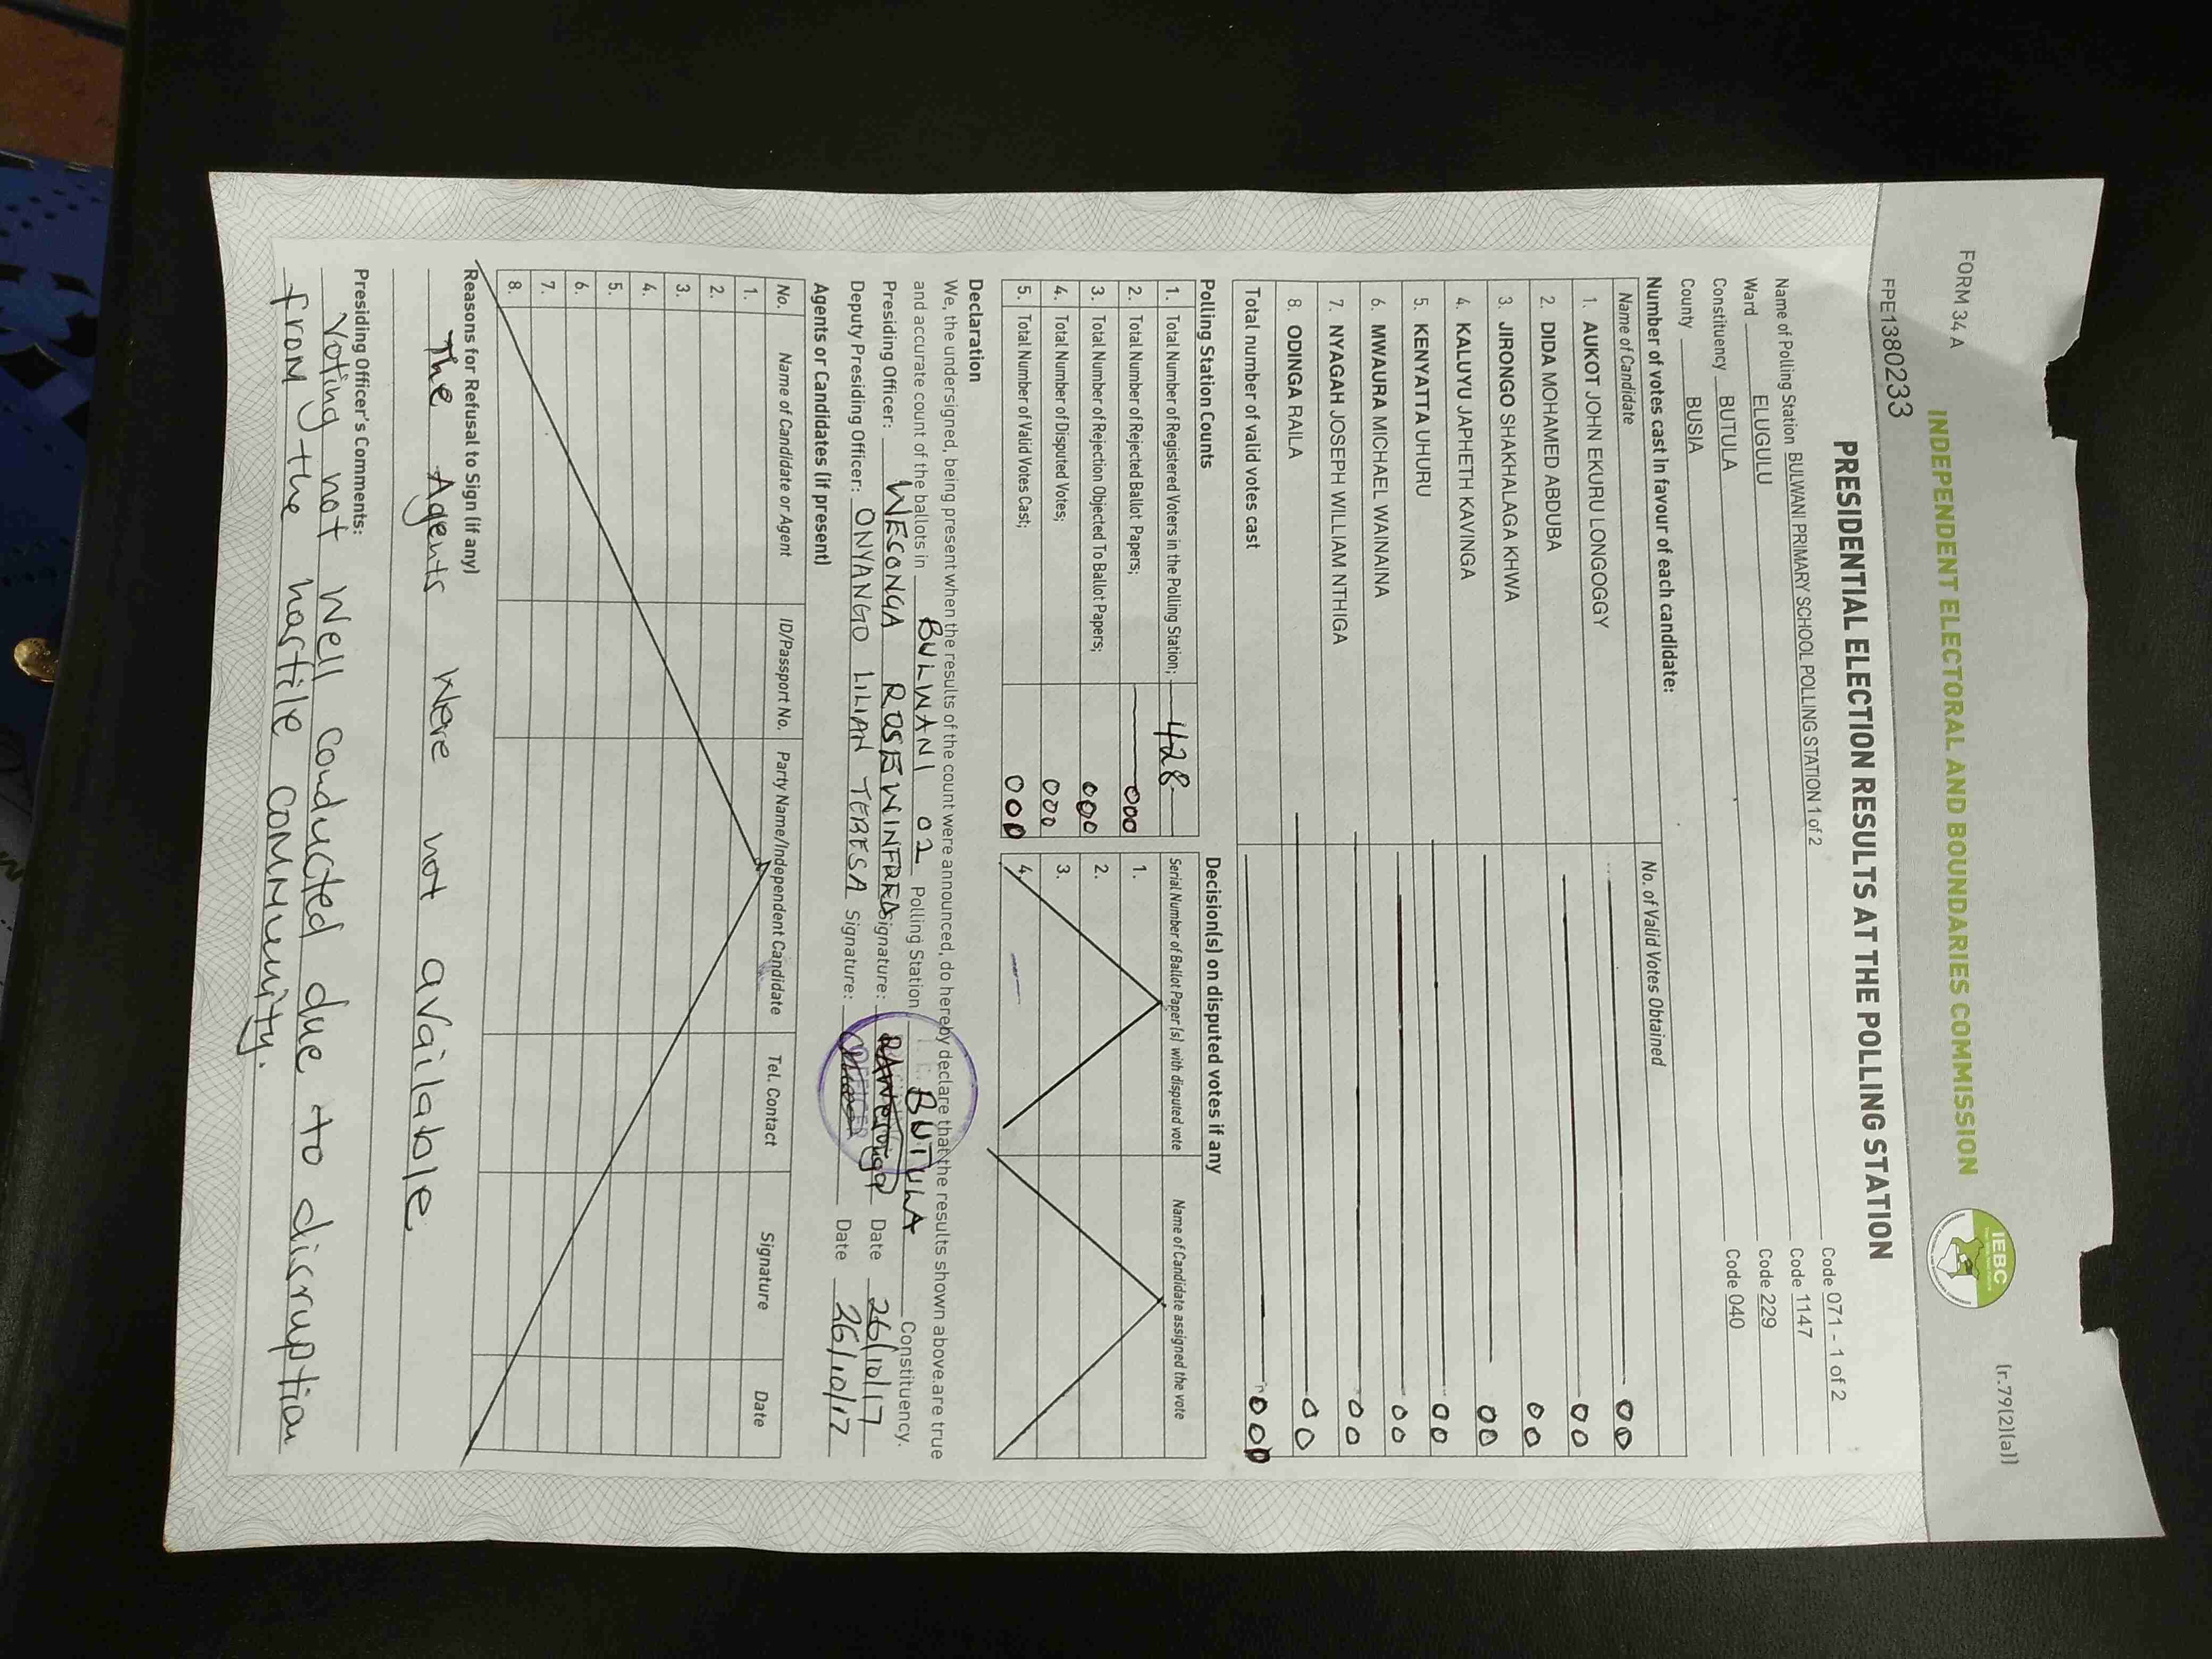 FORM 34 A
(r.79(2)(a))
INDEPENDENT ELECTORAL AND BOUNDARIES COMMISSION
IEBC
FPE1380233
PRESIDENTIAL ELECTION RESULTS AT THE POLLING STATION
Name of Polling Station BULWANI PRIMARY SCHOOL POLLING STATION 1 of 2 Code 071 - 1 of 2
Ward ELUGULU Code 1147
Constituency BUTULA Code 229
County BUSIA Code 040
Number of votes cast in favour of each candidate:
Name of Candidate No. of Valid Votes Obtained
1. AUKOT JOHN EKURU LONGOGGY 00
2. DIDA MOHAMED ABDUBA 00
3. JIRONGO SHAKHALAGA KHWA 00
4. KALUYU JAPHETH KAVINGA 00
5. KENYATTA UHURU 00
6. MWAURA MICHAEL WAINAINA 00
7. NYAGAH JOSEPH WILLIAM NTHIGA 00
8. ODINGA RAILA 00
Total number of valid votes cast 000
Polling Station Counts
1. Total Number of Registered Voters in the Polling Station; 428
2. Total Number of Rejected Ballot Papers; 000
3. Total Number of Rejection Objected To Ballot Papers; 000
4. Total Number of Disputed Votes; 000
5. Total Number of Valid Votes Cast; 000
Decision(s) on disputed votes if any
Serial Number of Ballot Paper(s) with disputed vote Name of Candidate assigned the vote
1.
2.
3.
4.
Declaration
We, the undersigned, being present when the results of the count were announced, do hereby declare that the results shown above are true
and accurate count of the ballots in BULWANI 02 Polling Station BUTULA Constituency.
Presiding Officer: WECONGA ROSE WINFRED Signature: Date 26/10/17
Deputy Presiding Officer: ONYANGO LILIAN TERESA Signature: Date 26/10/17
Agents or Candidates (if present)
No. Name of Candidate or Agent ID/Passport No. Party Name/Independent Candidate Tel. Contact Signature Date
1.
2.
3.
4.
5.
6.
7.
8.
Reasons for Refusal to Sign (if any)
The Agents were not available.
Presiding Officer's Comments:
Voting not well conducted due to disruption
from the hostile community.